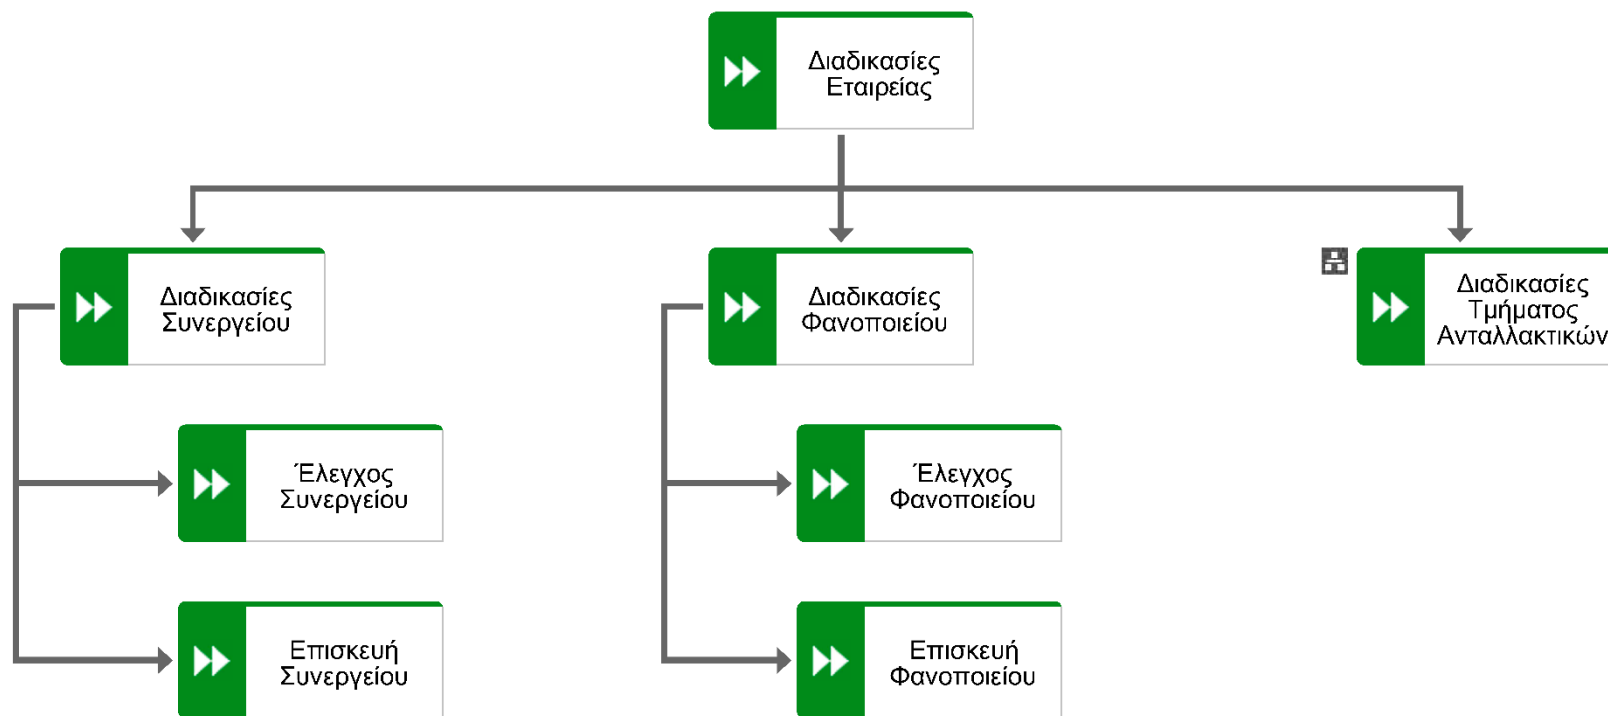 Διαδικασίες
Εταιρείας
Διαδικασίες
Συνεργείου
Διαδικασίες
Φανοποιείου
Διαδικασίες
Τμήματος
Ανταλλακτικών
Έλεγχος
Συνεργείου
Έλεγχος
Φανοποιείου
Επισκευή
Συνεργείου
Επισκευή
Φανοποιείου